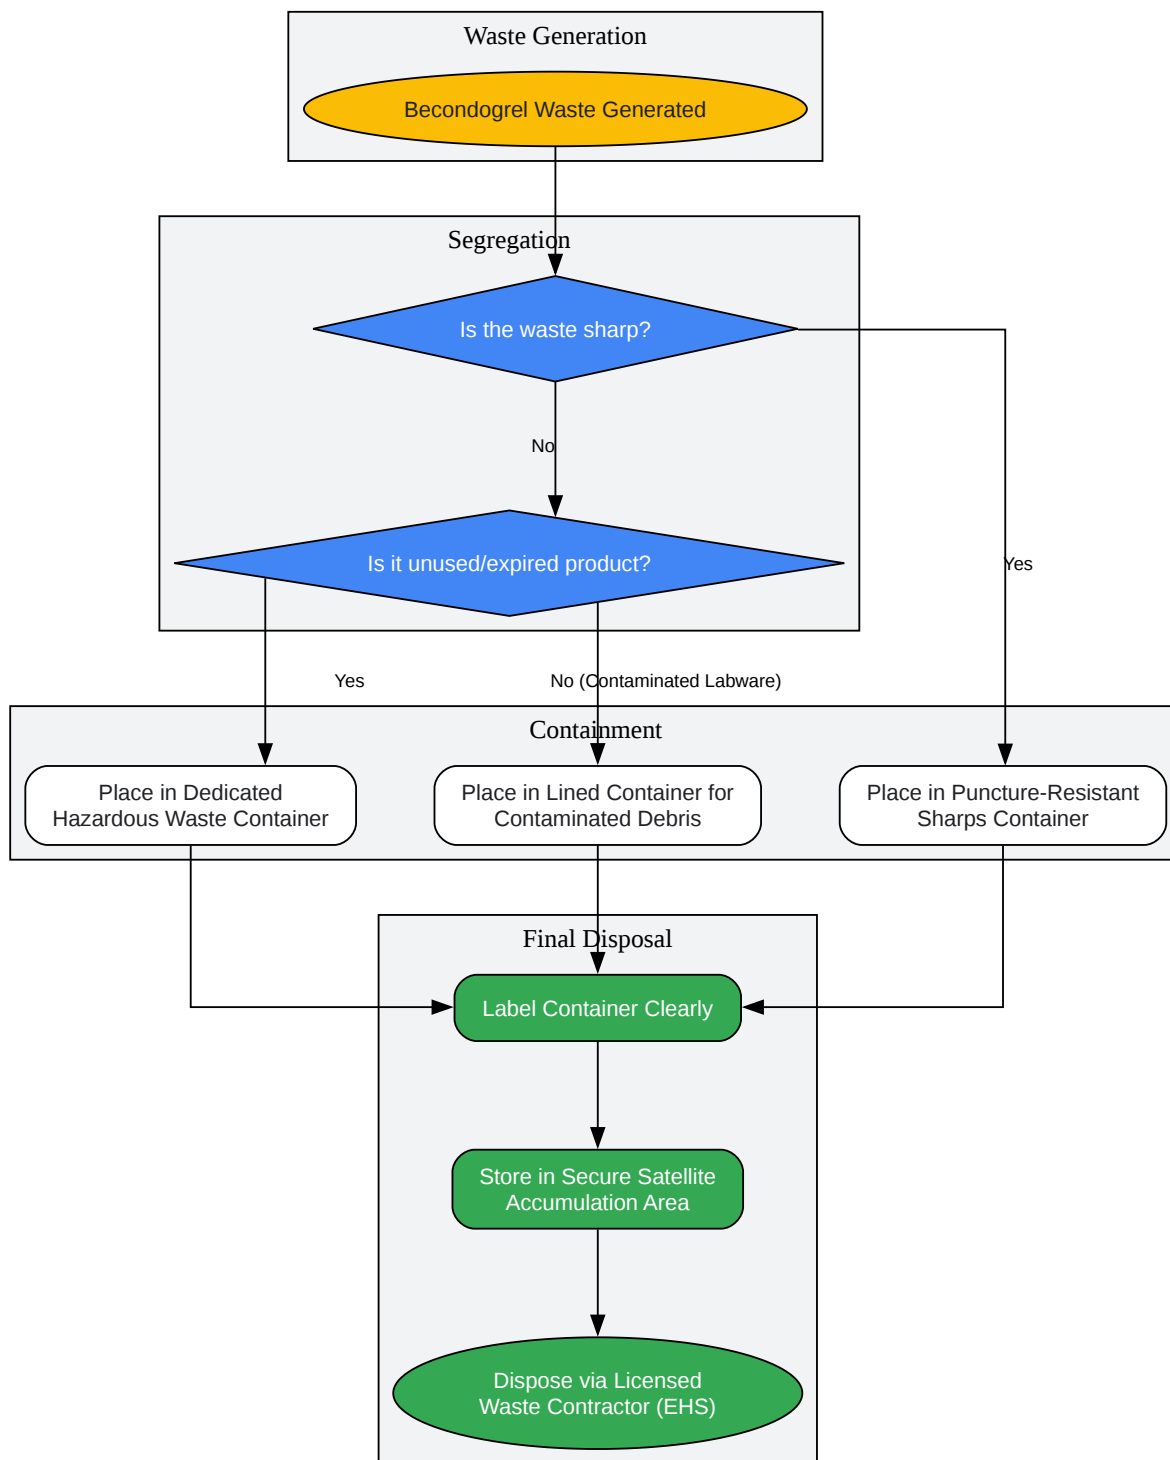 Waste Generation
Becondogrel Waste Generated
Segregation
Is the waste sharp?
No
Yes
Is it unused/expired product?
Yes
No (Contaminated Labware)
Containment
Place in Dedicated
Hazardous Waste Container
Place in Lined Container for
Contaminated Debris
Place in Puncture-Resistant
Sharps Container
Final Disposal
Label Container Clearly
Store in Secure Satellite
Accumulation Area
Dispose via Licensed
Waste Contractor (EHS)